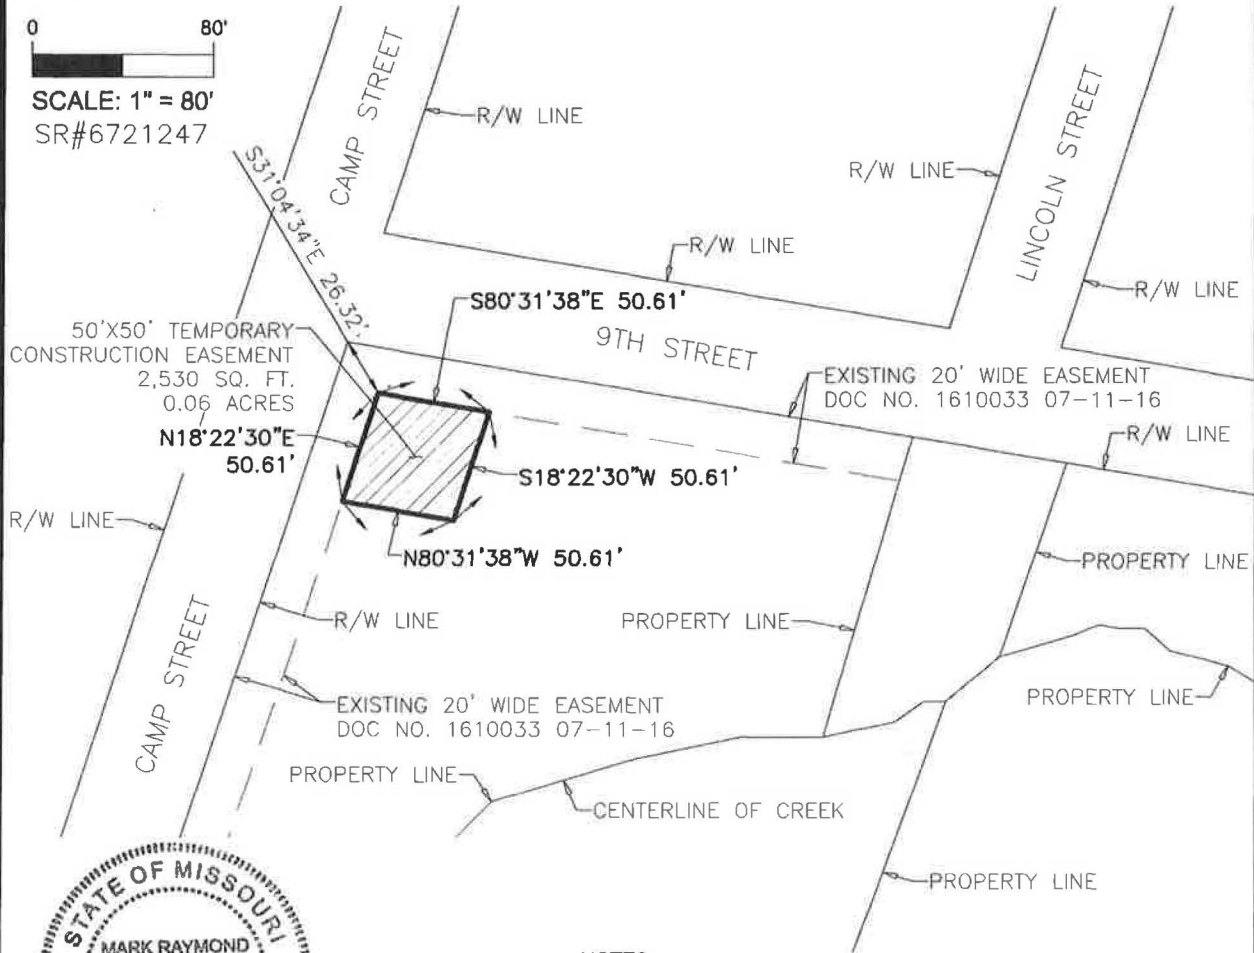 0 80'
SCALE: 1" = 80'
SR#6721247
CAMP STREET
R/W LINE
LINCOLN STREET
R/W LINE
S31°04'34"E 26.32'
R/W LINE
R/W LINE
S80°31'38"E 50.61'
9TH STREET
50'X50' TEMPORARY
CONSTRUCTION EASEMENT
2,530 SQ. FT.
0.06 ACRES
EXISTING 20' WIDE EASEMENT
DOC NO. 1610033 07-11-16
N18°22'30"E
50.61'
R/W LINE
S18°22'30"W 50.61'
R/W LINE
N80°31'38"W 50.61'
PROPERTY LINE
R/W LINE
PROPERTY LINE
CAMP STREET
PROPERTY LINE
EXISTING 20' WIDE EASEMENT
DOC NO. 1610033 07-11-16
PROPERTY LINE
CENTERLINE OF CREEK
PROPERTY LINE
STATE OF MISSOURI
MARK RAYMOND